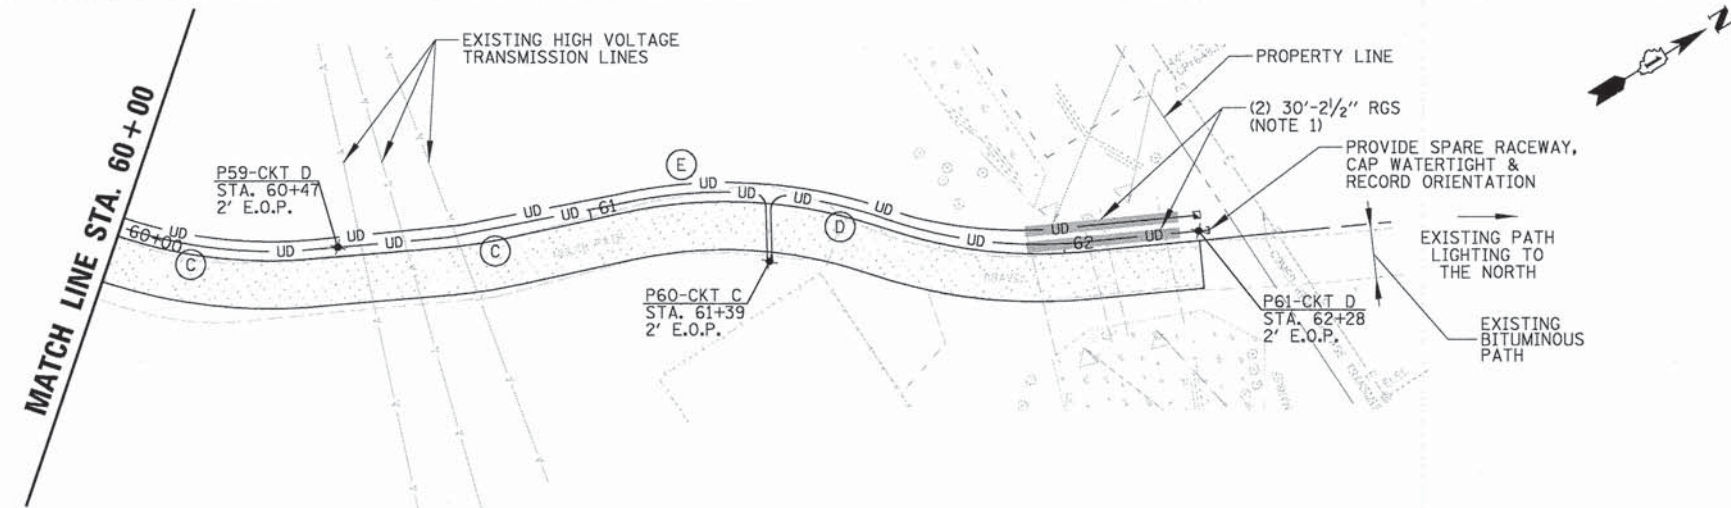 MATCH LINE STA. 60+00
EXISTING HIGH VOLTAGE
TRANSMISSION LINES
PROPERTY LINE
(2) 30'-2½" RGS
(NOTE 1)
PROVIDE SPARE RACEWAY,
CAP WATERTIGHT &
RECORD ORIENTATION
N
P59-CKT D
STA. 60+47
2' E.O.P.
E
UD
UD
UD
UD
UD
UD
UD
61
UD
UD
UD
UD
UD
UD
UD
UD
62
60+00
C
C
D
GRAVEL
P60-CKT C
STA. 61+39
2' E.O.P.
P61-CKT D
STA. 62+28
2' E.O.P.
EXISTING PATH
LIGHTING TO
THE NORTH
EXISTING
BITUMINOUS
PATH